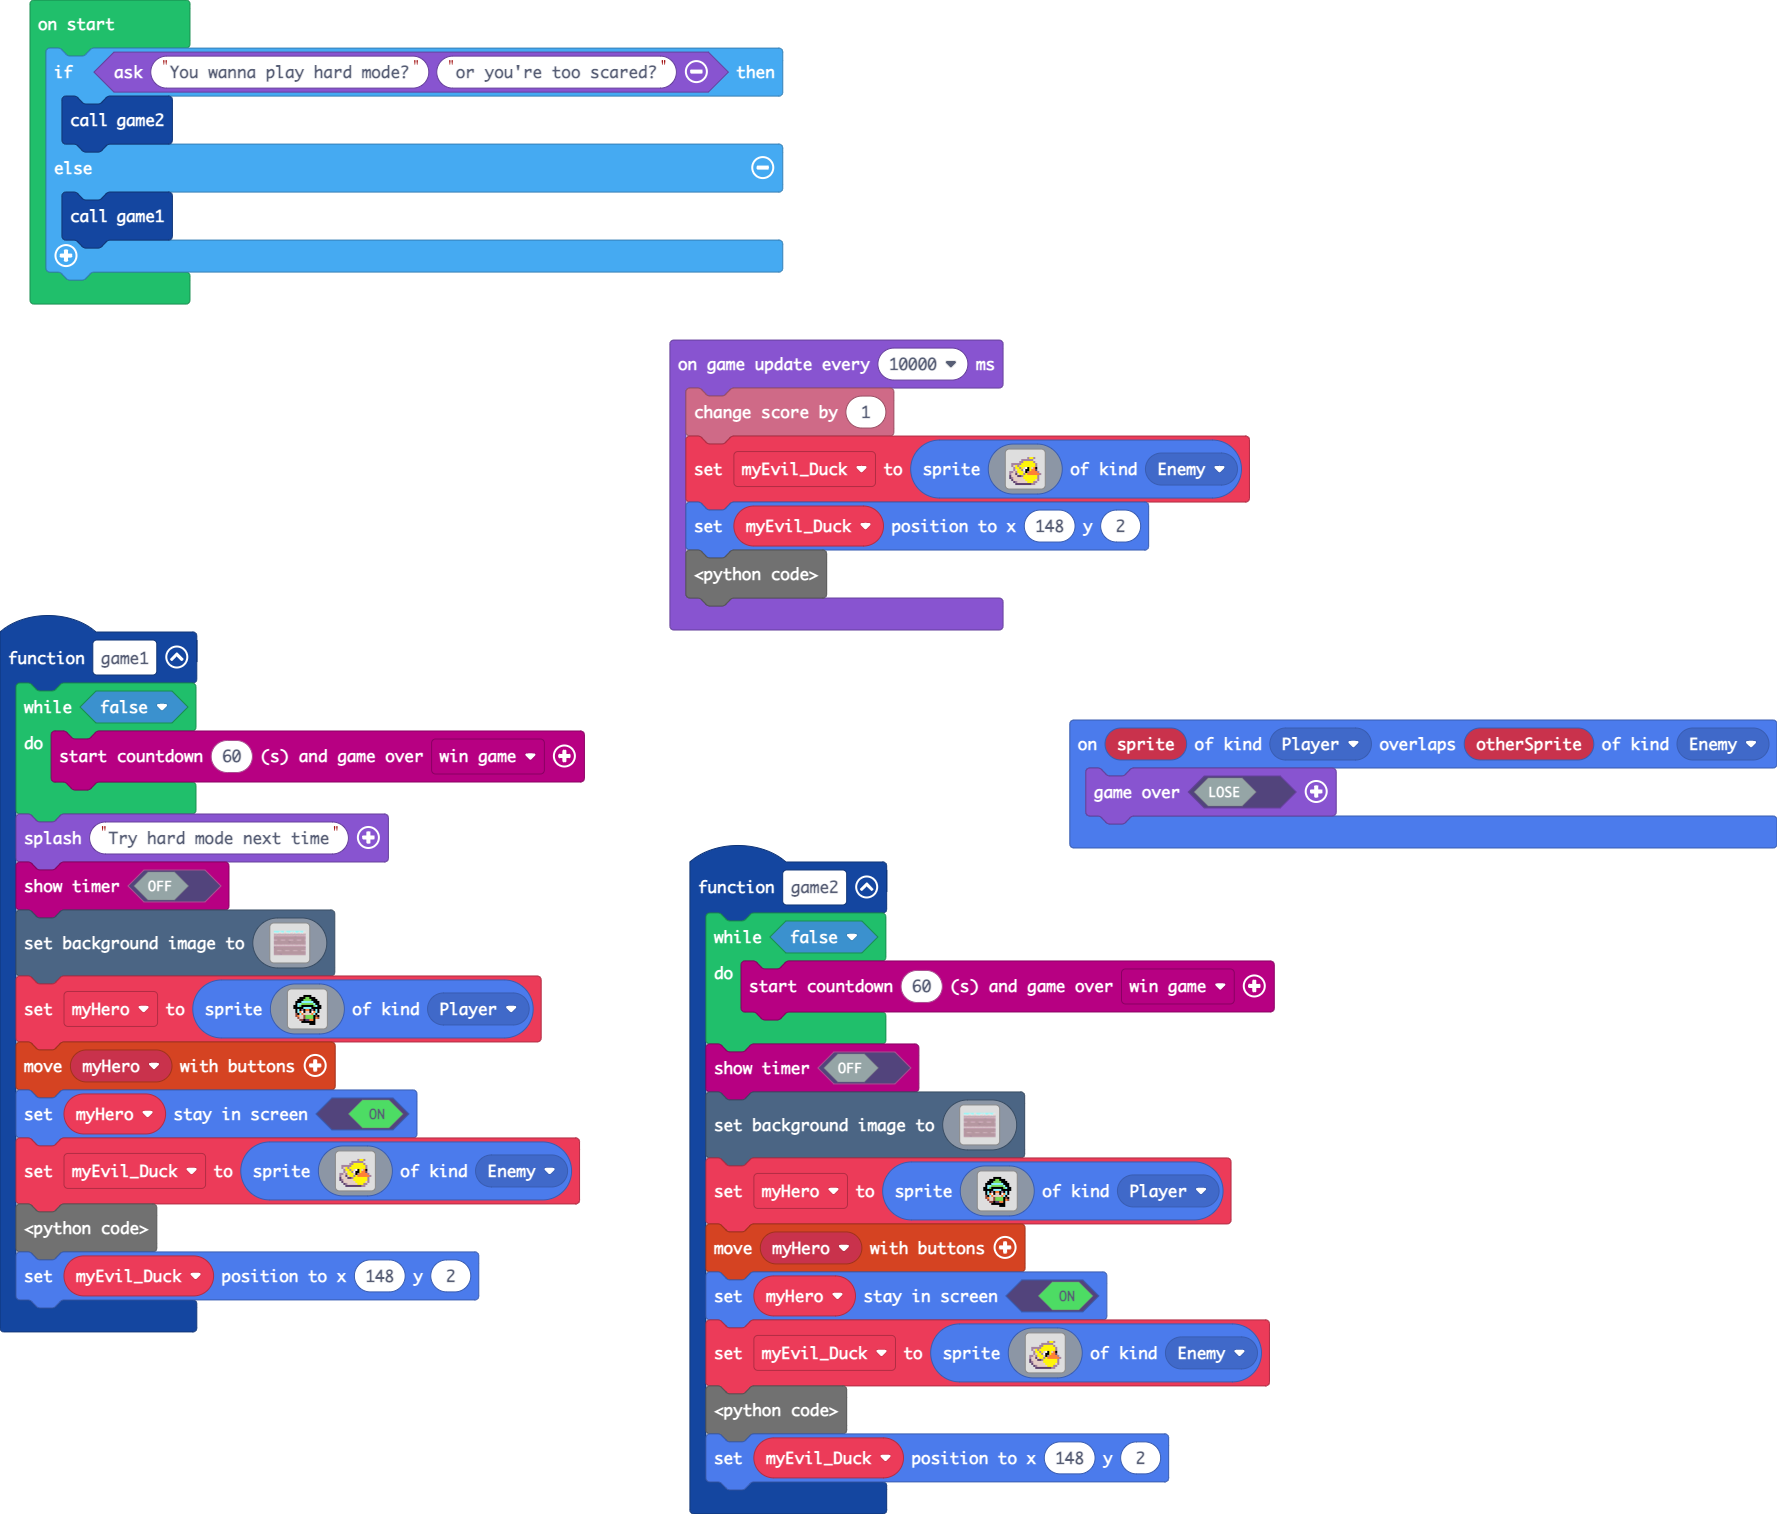 on start
if ask "You wanna play hard mode?" "or you're too scared?" then
call game2
else
call game1
on game update every 10000 ms
change score by 1
set myEvil_Duck to sprite of kind Enemy
set myEvil_Duck position to x 148 y 2
<python code>
function game1
while false
do start countdown 60 (s) and game over win game
splash "Try hard mode next time"
show timer OFF
set background image to
set myHero to sprite of kind Player
move myHero with buttons
set myHero stay in screen ON
set myEvil_Duck to sprite of kind Enemy
<python code>
set myEvil_Duck position to x 148 y 2
on sprite of kind Player overlaps otherSprite of kind Enemy
game over LOSE
function game2
while false
do start countdown 60 (s) and game over win game
show timer OFF
set background image to
set myHero to sprite of kind Player
move myHero with buttons
set myHero stay in screen ON
set myEvil_Duck to sprite of kind Enemy
<python code>
set myEvil_Duck position to x 148 y 2